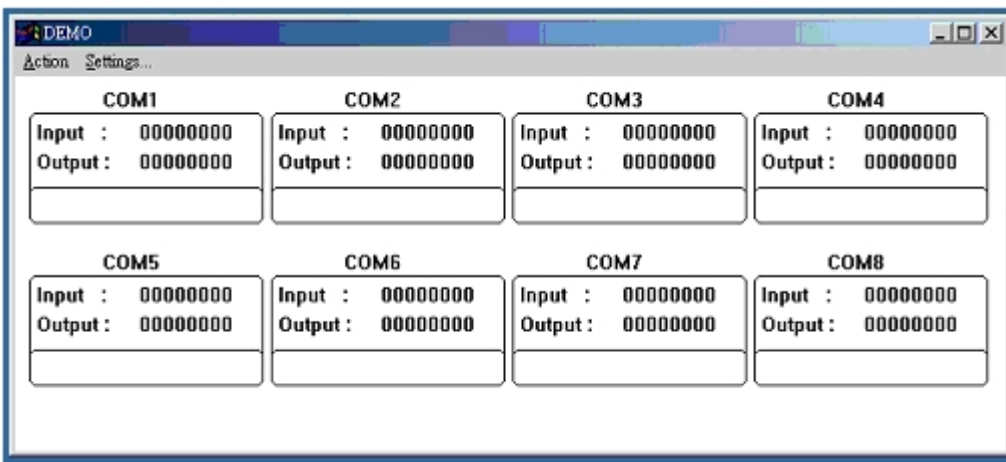 DEMO
Action Settings...
COM1 COM2 COM3 COM4
Input : 00000000 Input : 00000000 Input : 00000000 Input : 00000000
Output : 00000000 Output : 00000000 Output : 00000000 Output : 00000000
COM5 COM6 COM7 COM8
Input : 00000000 Input : 00000000 Input : 00000000 Input : 00000000
Output : 00000000 Output : 00000000 Output : 00000000 Output : 00000000